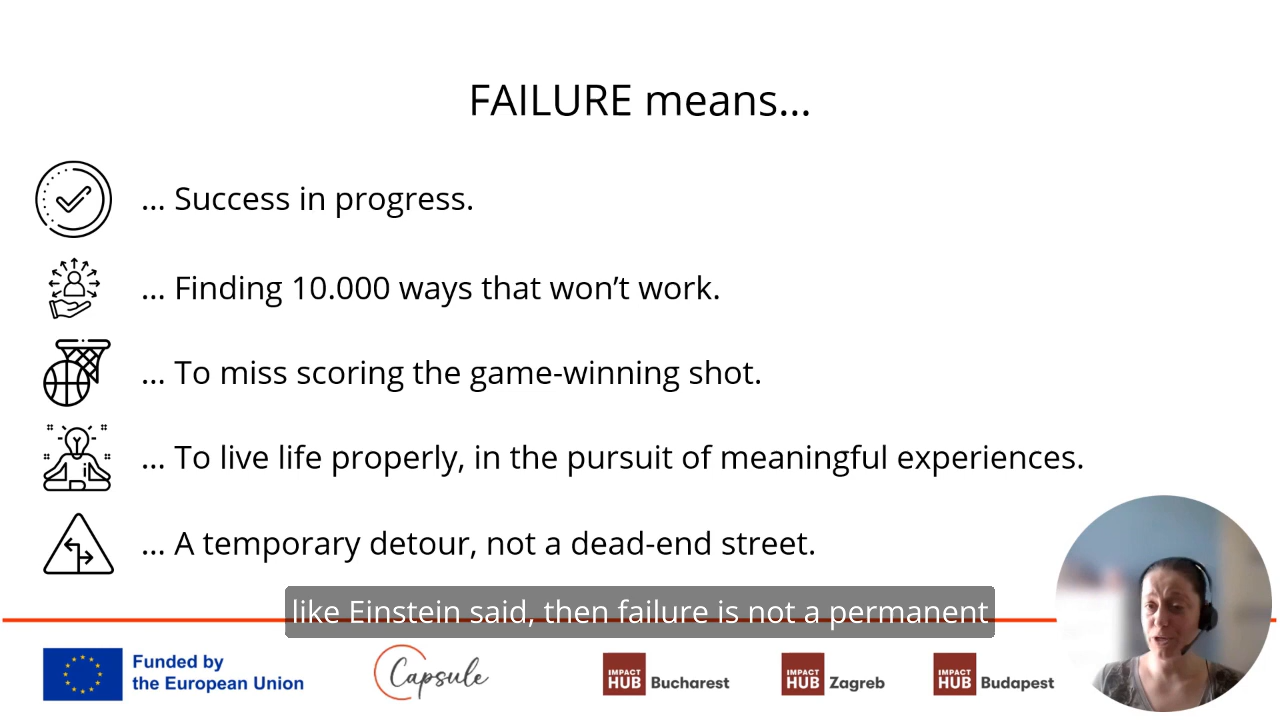 FAILURE means...
... Success in progress.
... Finding 10.000 ways that won’t work.
... To miss scoring the game-winning shot.
... To live life properly, in the pursuit of meaningful experiences.
... A temporary detour, not a dead-end street.
like Einstein said, then failure is not a permanent
Funded by
the European Union
Capsule
IMPACT
HUB Bucharest
IMPACT
HUB Zagreb
IMPACT
HUB Budapest